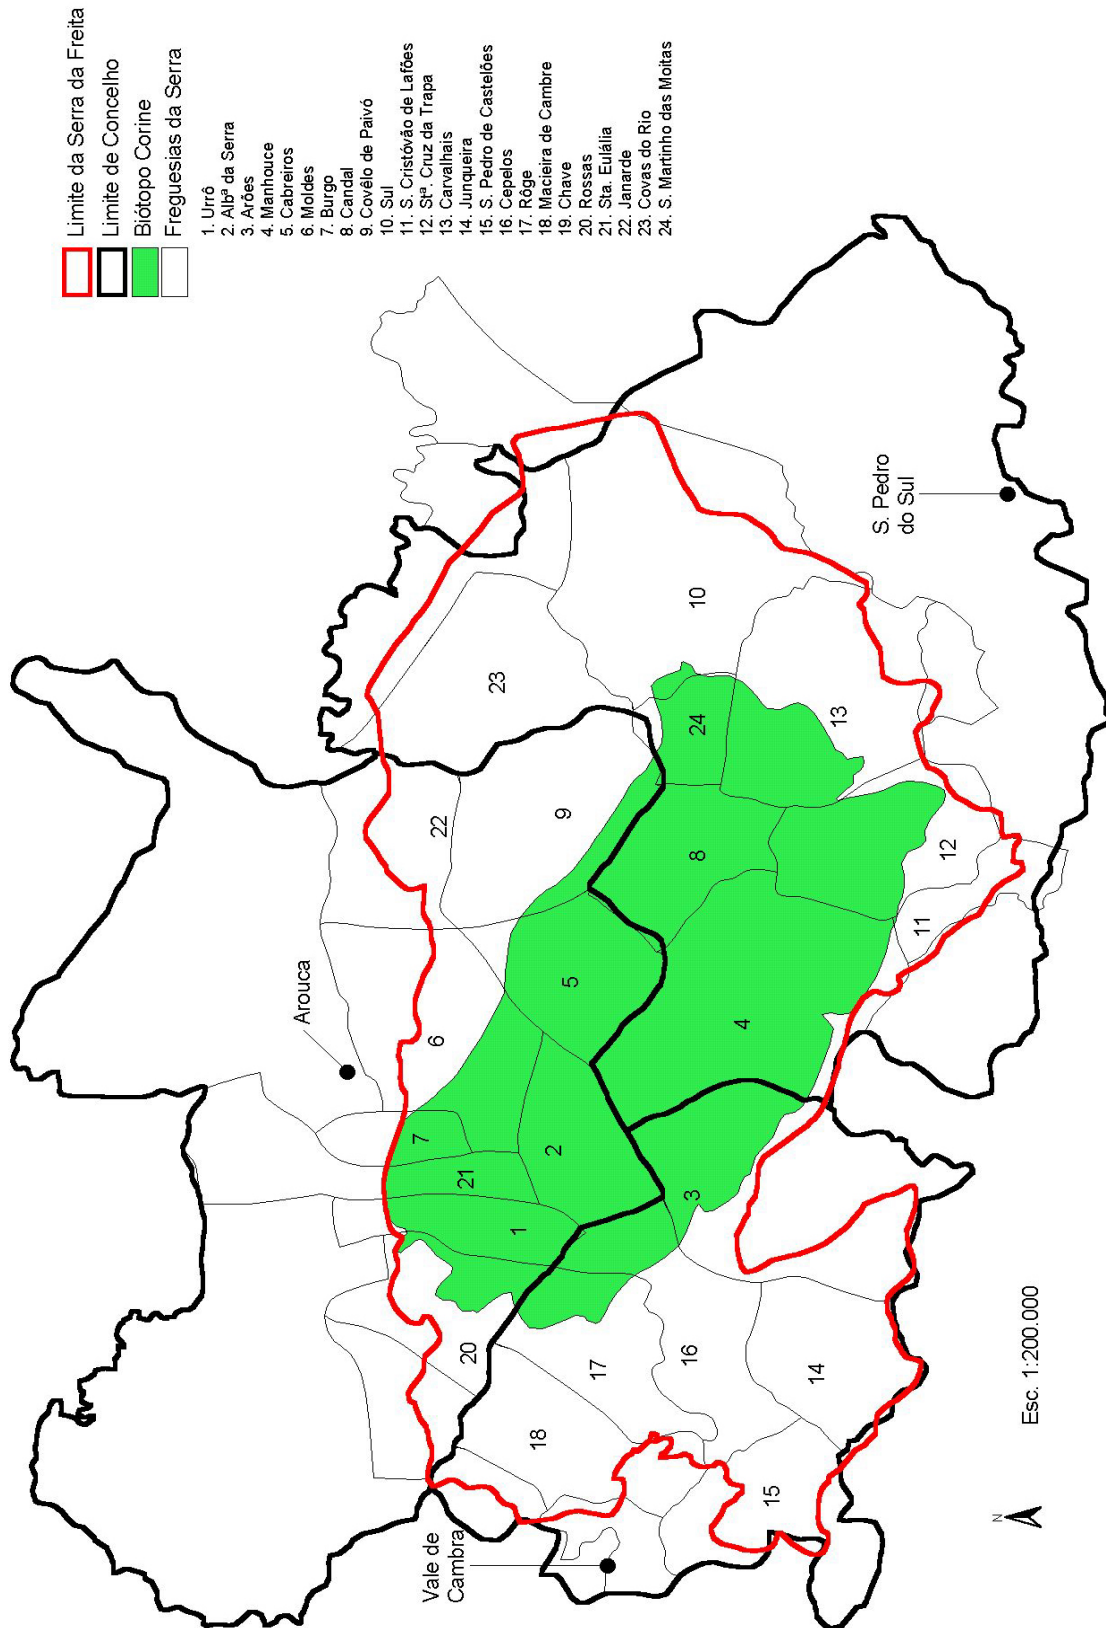 Limite da Serra da Freita
Limite de Concelho
Biótopo Corine
Freguesias da Serra
1. Urrô
2. Albª da Serra
3. Arões
4. Manhouce
5. Cabreiros
6. Moldes
7. Burgo
8. Candal
9. Covêlo de Paivó
10. Sul
11. S. Cristóvão de Lafões
12. Stª. Cruz da Trapa
13. Carvalhais
14. Junqueira
15. S. Pedro de Castelões
16. Cepelos
17. Rôge
18. Macieira de Cambre
19. Chave
20. Rossas
21. Sta. Eulália
22. Janarde
23. Covas do Rio
24. S. Martinho das Moitas
Arouca
S. Pedro
do Sul
Vale de
Cambra
6
22
23
7
9
21
5
20
1
2
24
10
8
18
17
3
4
13
16
12
11
14
15
N
Esc. 1:200.000